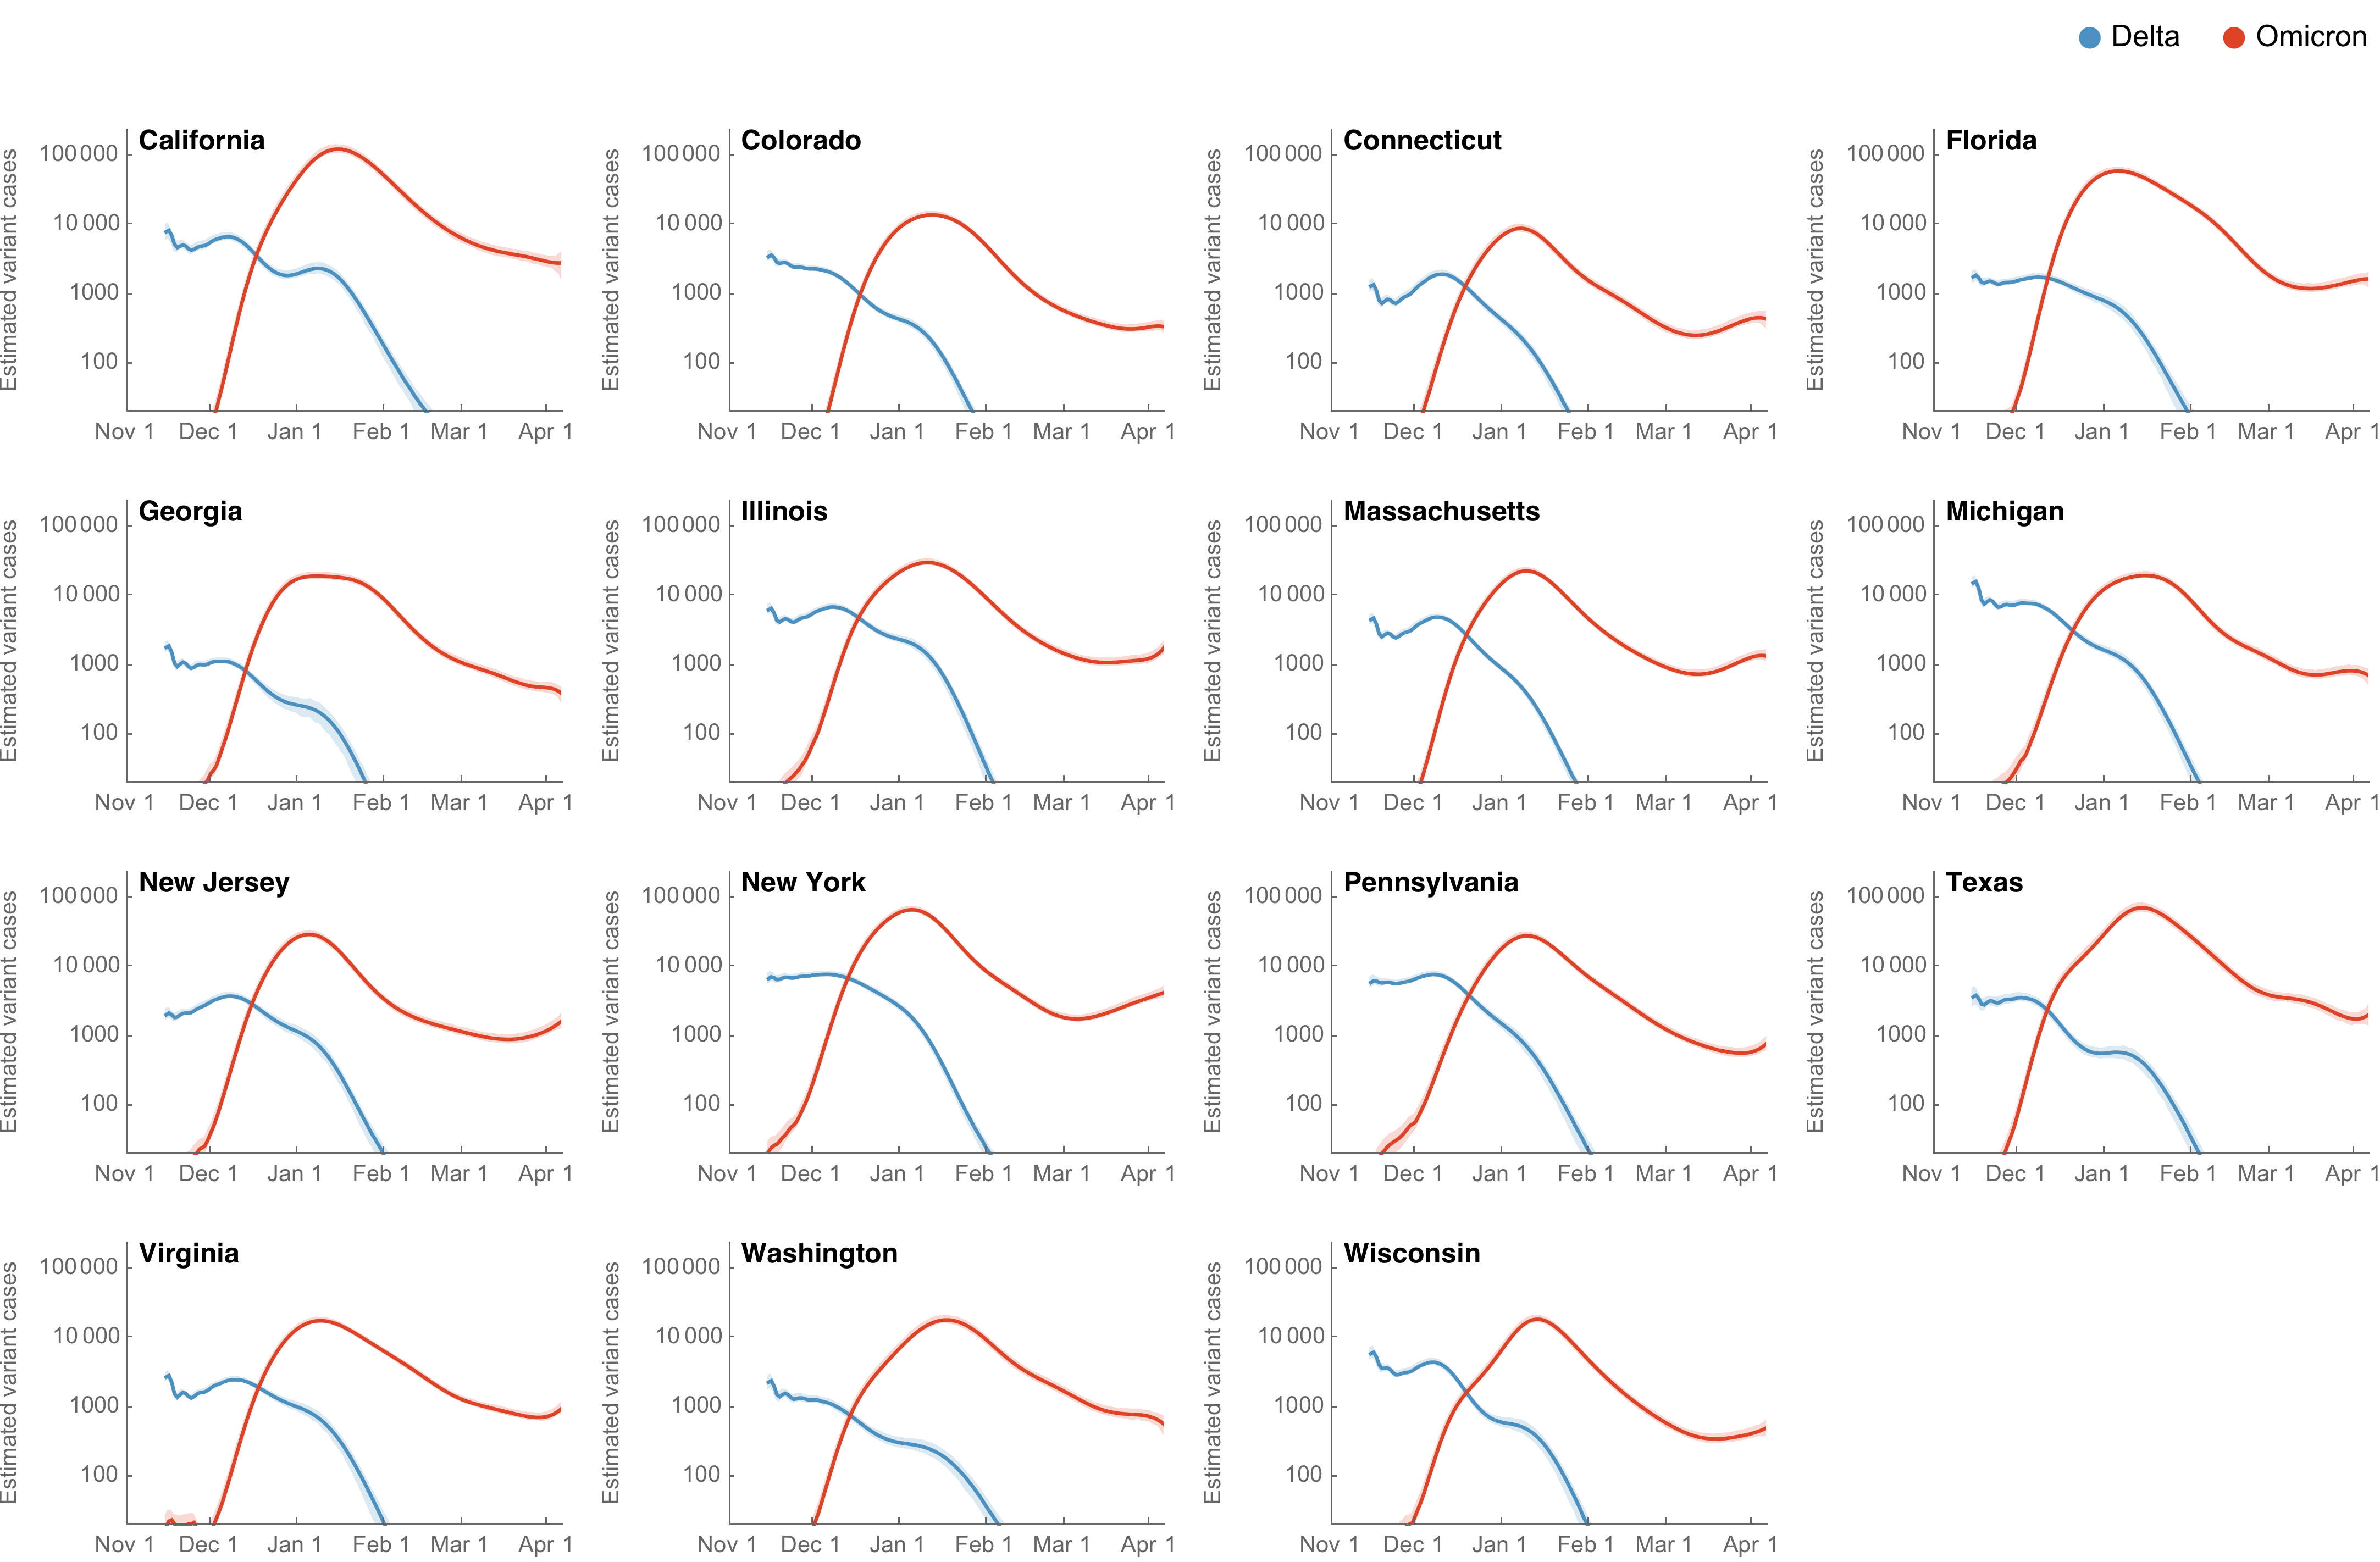 Delta Omicron
California
Estimated variant cases
100 000
10 000
1000
100
Nov 1 Dec 1 Jan 1 Feb 1 Mar 1 Apr 1
Colorado
Estimated variant cases
100 000
10 000
1000
100
Nov 1 Dec 1 Jan 1 Feb 1 Mar 1 Apr 1
Connecticut
Estimated variant cases
100 000
10 000
1000
100
Nov 1 Dec 1 Jan 1 Feb 1 Mar 1 Apr 1
Florida
Estimated variant cases
100 000
10 000
1000
100
Nov 1 Dec 1 Jan 1 Feb 1 Mar 1 Apr 1
Georgia
Estimated variant cases
100 000
10 000
1000
100
Nov 1 Dec 1 Jan 1 Feb 1 Mar 1 Apr 1
Illinois
Estimated variant cases
100 000
10 000
1000
100
Nov 1 Dec 1 Jan 1 Feb 1 Mar 1 Apr 1
Massachusetts
Estimated variant cases
100 000
10 000
1000
100
Nov 1 Dec 1 Jan 1 Feb 1 Mar 1 Apr 1
Michigan
Estimated variant cases
100 000
10 000
1000
100
Nov 1 Dec 1 Jan 1 Feb 1 Mar 1 Apr 1
New Jersey
Estimated variant cases
100 000
10 000
1000
100
Nov 1 Dec 1 Jan 1 Feb 1 Mar 1 Apr 1
New York
Estimated variant cases
100 000
10 000
1000
100
Nov 1 Dec 1 Jan 1 Feb 1 Mar 1 Apr 1
Pennsylvania
Estimated variant cases
100 000
10 000
1000
100
Nov 1 Dec 1 Jan 1 Feb 1 Mar 1 Apr 1
Texas
Estimated variant cases
100 000
10 000
1000
100
Nov 1 Dec 1 Jan 1 Feb 1 Mar 1 Apr 1
Virginia
Estimated variant cases
100 000
10 000
1000
100
Nov 1 Dec 1 Jan 1 Feb 1 Mar 1 Apr 1
Washington
Estimated variant cases
100 000
10 000
1000
100
Nov 1 Dec 1 Jan 1 Feb 1 Mar 1 Apr 1
Wisconsin
Estimated variant cases
100 000
10 000
1000
100
Nov 1 Dec 1 Jan 1 Feb 1 Mar 1 Apr 1